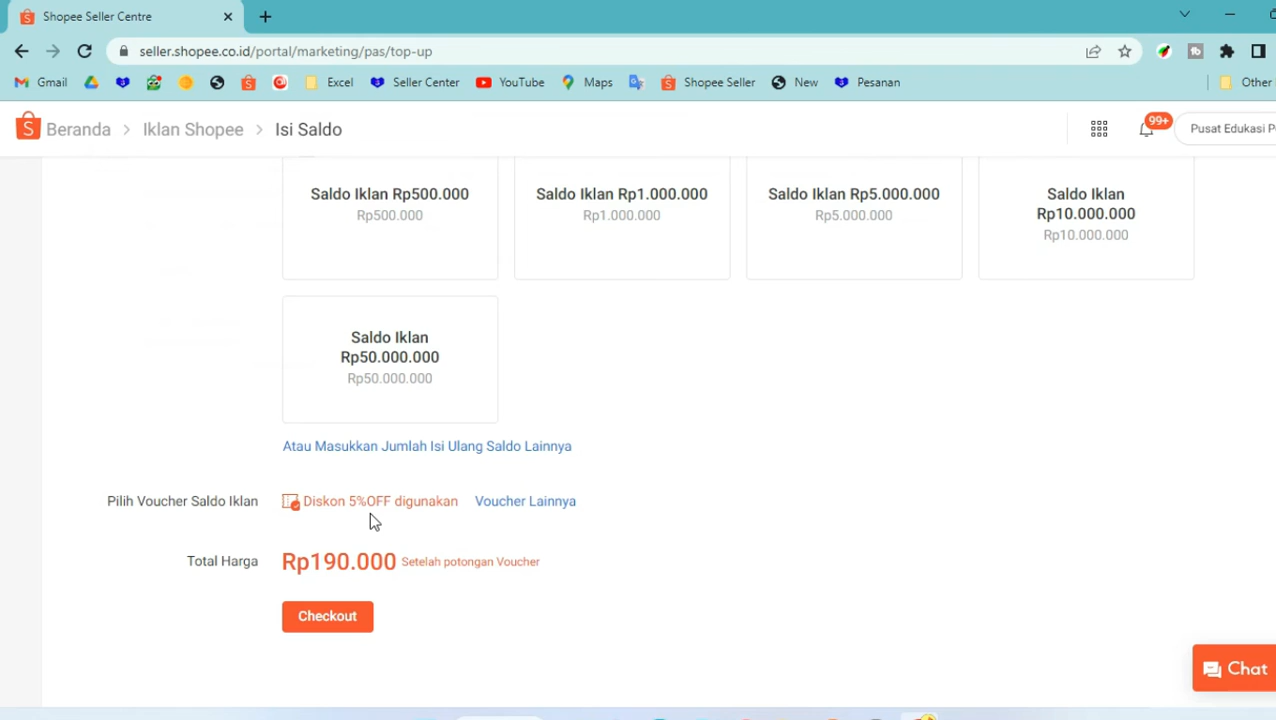 Shopee Seller Centre
seller.shopee.co.id/portal/marketing/pas/top-up
Gmail Excel Seller Center YouTube Maps Shopee Seller New Pesanan Other
Beranda > Iklan Shopee > Isi Saldo
99+
Pusat Edukasi P
Saldo Iklan Rp500.000
Rp500.000
Saldo Iklan Rp1.000.000
Rp1.000.000
Saldo Iklan Rp5.000.000
Rp5.000.000
Saldo Iklan
Rp10.000.000
Rp10.000.000
Saldo Iklan
Rp50.000.000
Rp50.000.000
Atau Masukkan Jumlah Isi Ulang Saldo Lainnya
Pilih Voucher Saldo Iklan Diskon 5%OFF digunakan Voucher Lainnya
Total Harga Rp190.000 Setelah potongan Voucher
Checkout
Chat